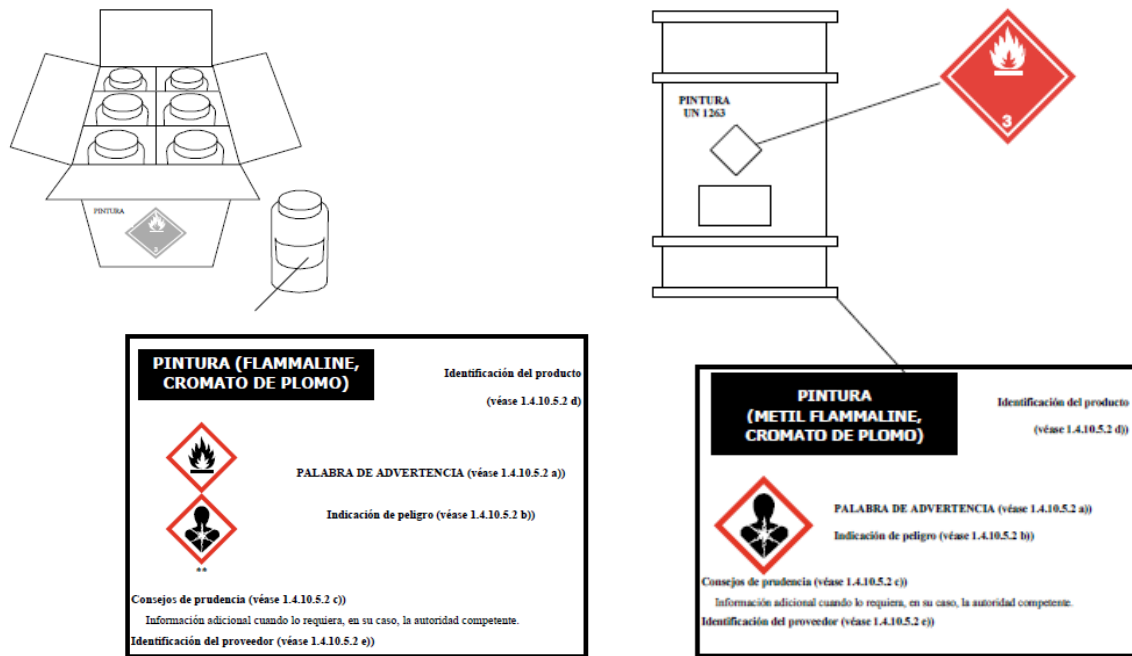 PINTURA
3
PINTURA (FLAMMALINE,
CROMATO DE PLOMO)
Identificación del producto
(véase 1.4.10.5.2 d)
PALABRA DE ADVERTENCIA (véase 1.4.10.5.2 a))
Indicación de peligro (véase 1.4.10.5.2 b))
**
Consejos de prudencia (véase 1.4.10.5.2 c))
Información adicional cuando lo requiera, en su caso, la autoridad competente.
Identificación del proveedor (véase 1.4.10.5.2 e))
PINTURA
UN 1263
3
PINTURA
(METIL FLAMMALINE,
CROMATO DE PLOMO)
Identificación del producto
(véase 1.4.10.5.2 d))
PALABRA DE ADVERTENCIA (véase 1.4.10.5.2 a))
Indicación de peligro (véase 1.4.10.5.2 b))
Consejos de prudencia (véase 1.4.10.5.2 c))
Información adicional cuando lo requiera, en su caso, la autoridad competente.
Identificación del proveedor (véase 1.4.10.5.2 e))